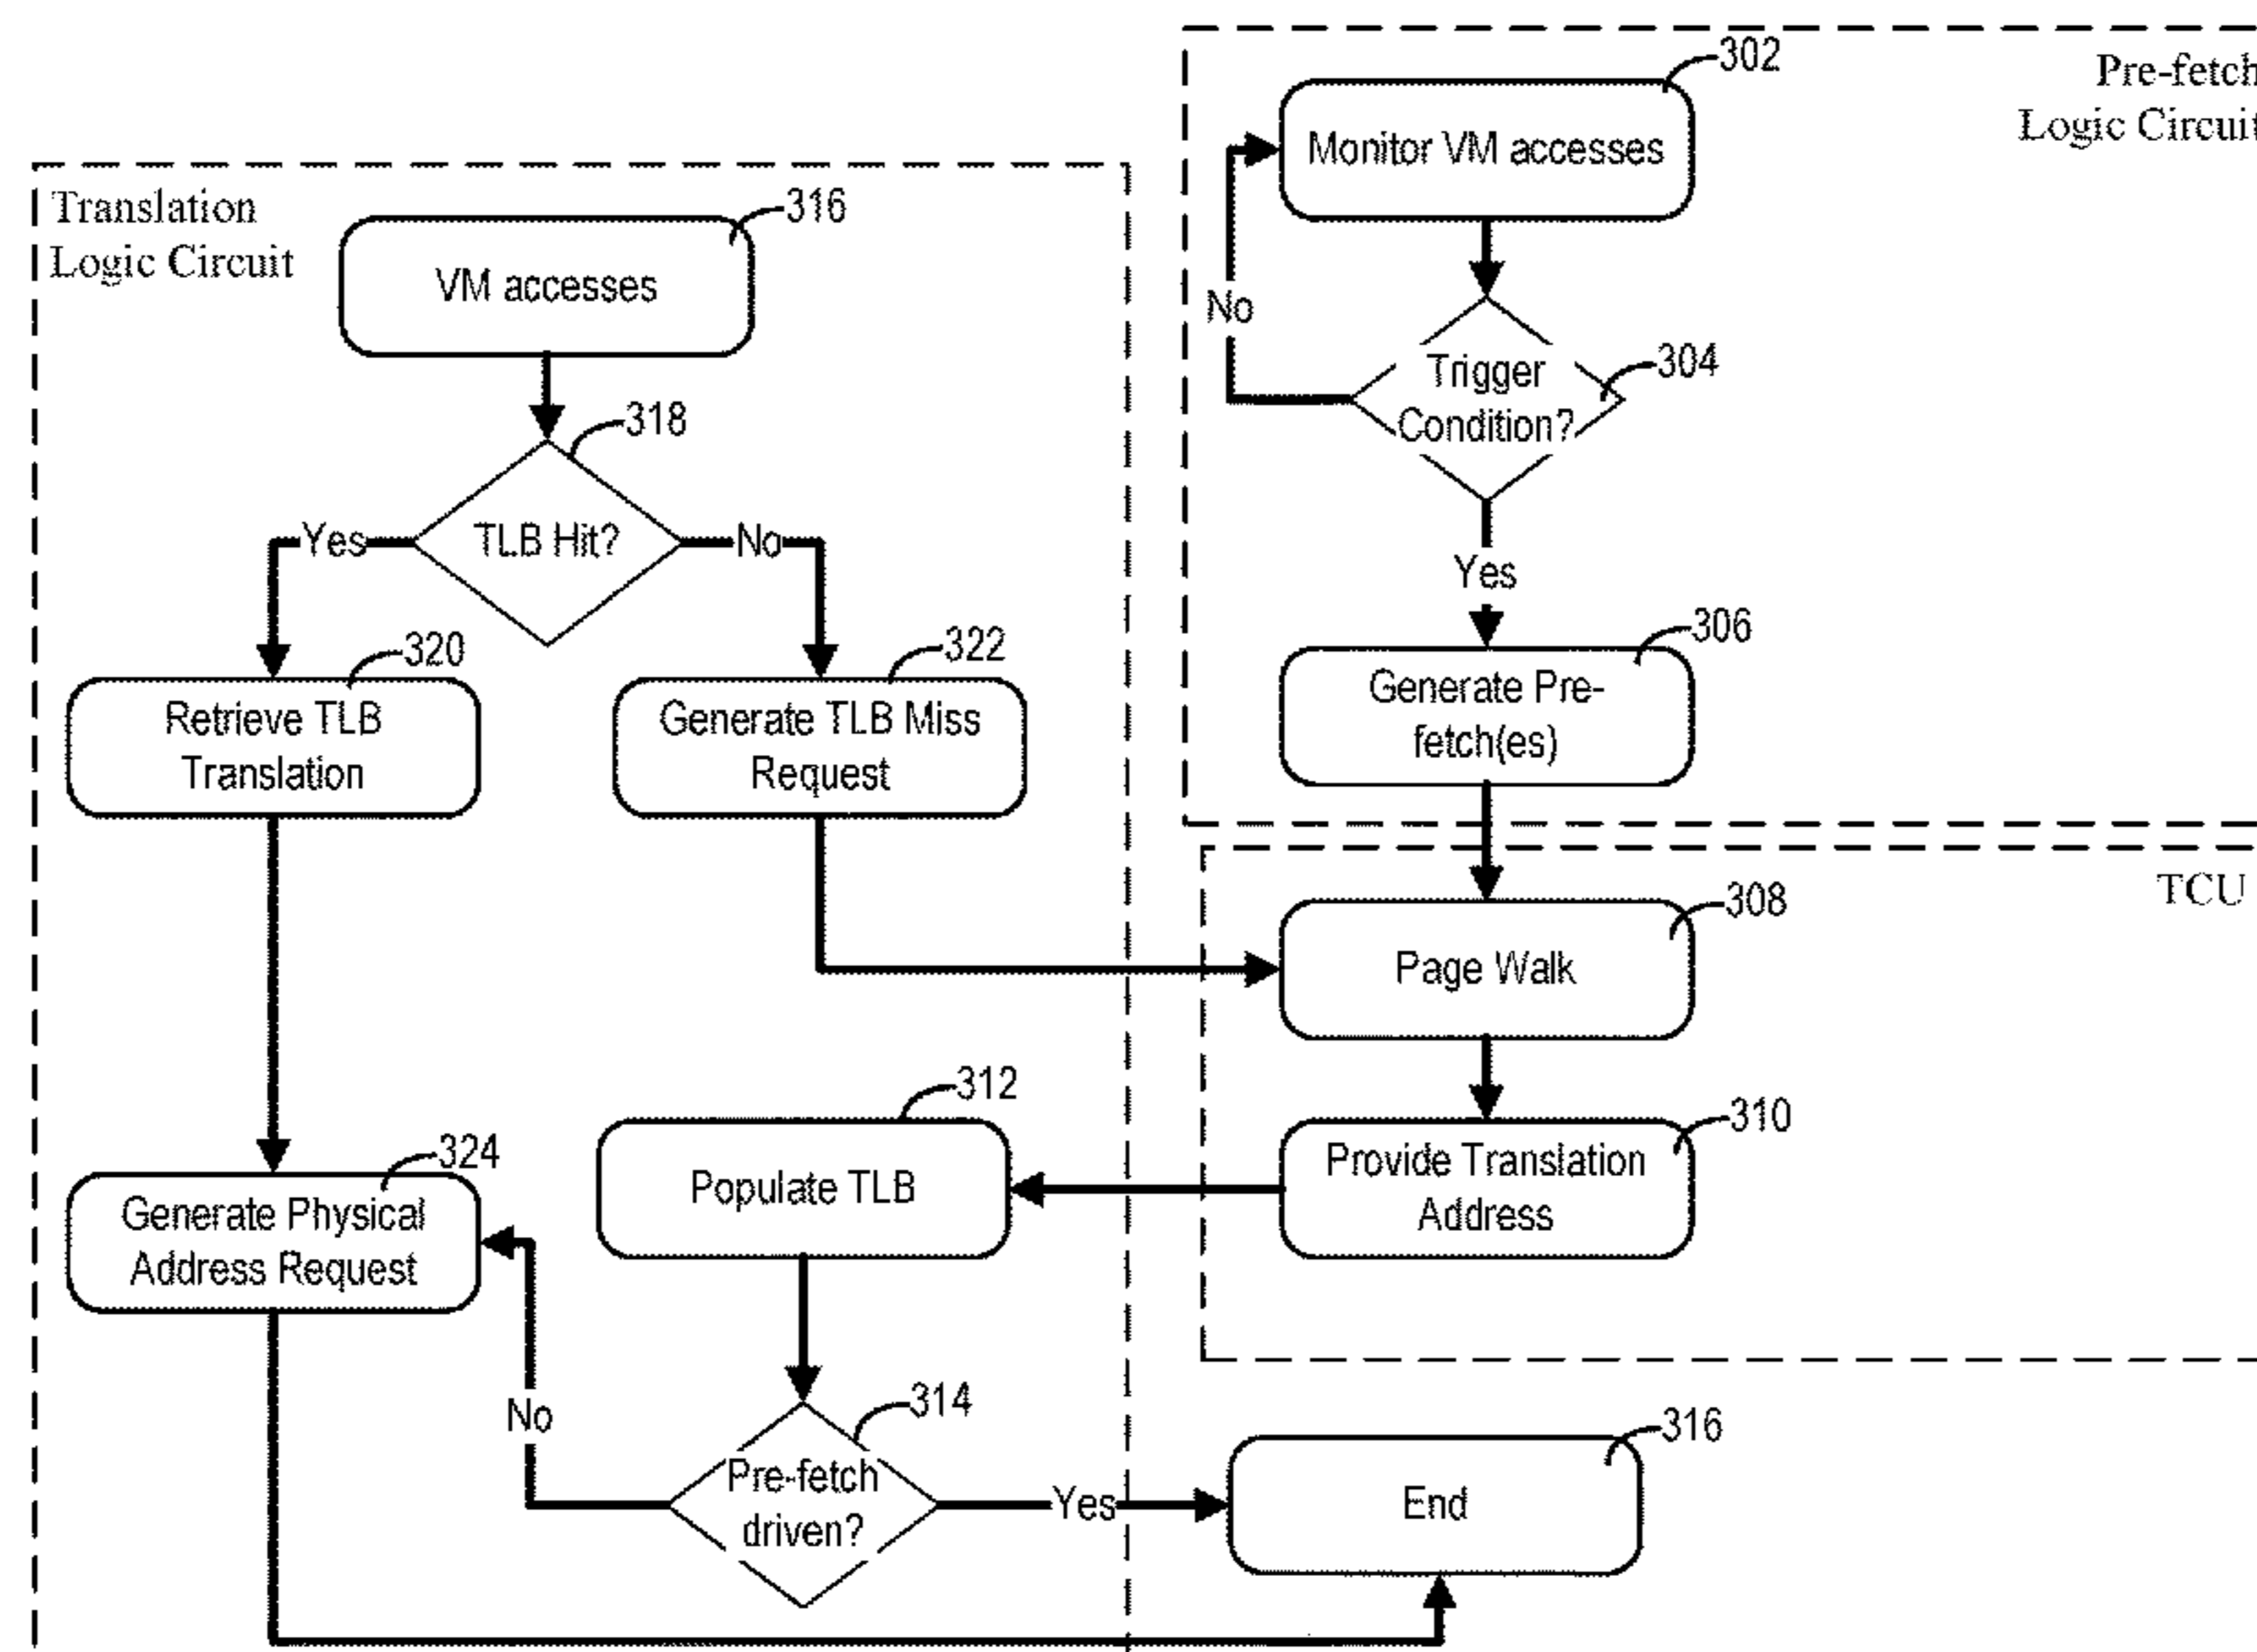 302
Pre-fetch
Logic Circuit
Monitor VM accesses
Translation
Logic Circuit
316
VM accesses
No
Trigger
Condition?
304
318
Yes
TLB Hit?
No
Yes
306
Generate Pre-
fetch(es)
320
Retrieve TLB
Translation
322
Generate TLB Miss
Request
TCU
308
Page Walk
312
Populate TLB
310
Provide Translation
Address
324
Generate Physical
Address Request
No
314
Pre-fetch
driven?
Yes
316
End